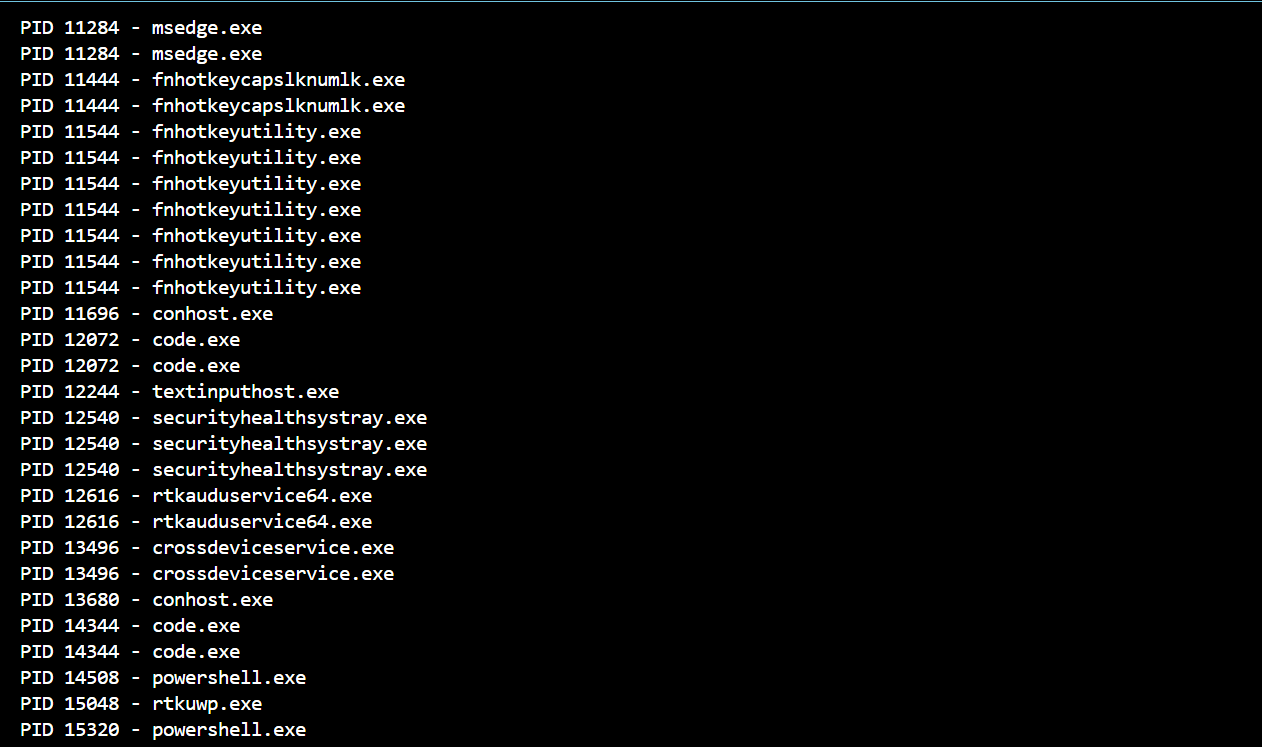 PID 11284 - msedge.exe
PID 11284 - msedge.exe
PID 11444 - fnhotkeycapslknumlk.exe
PID 11444 - fnhotkeycapslknumlk.exe
PID 11544 - fnhotkeyutility.exe
PID 11544 - fnhotkeyutility.exe
PID 11544 - fnhotkeyutility.exe
PID 11544 - fnhotkeyutility.exe
PID 11544 - fnhotkeyutility.exe
PID 11544 - fnhotkeyutility.exe
PID 11544 - fnhotkeyutility.exe
PID 11696 - conhost.exe
PID 12072 - code.exe
PID 12072 - code.exe
PID 12244 - textinputhost.exe
PID 12540 - securityhealthsystray.exe
PID 12540 - securityhealthsystray.exe
PID 12540 - securityhealthsystray.exe
PID 12616 - rtkauduservice64.exe
PID 12616 - rtkauduservice64.exe
PID 13496 - crossdeviceservice.exe
PID 13496 - crossdeviceservice.exe
PID 13680 - conhost.exe
PID 14344 - code.exe
PID 14344 - code.exe
PID 14508 - powershell.exe
PID 15048 - rtkuwp.exe
PID 15320 - powershell.exe